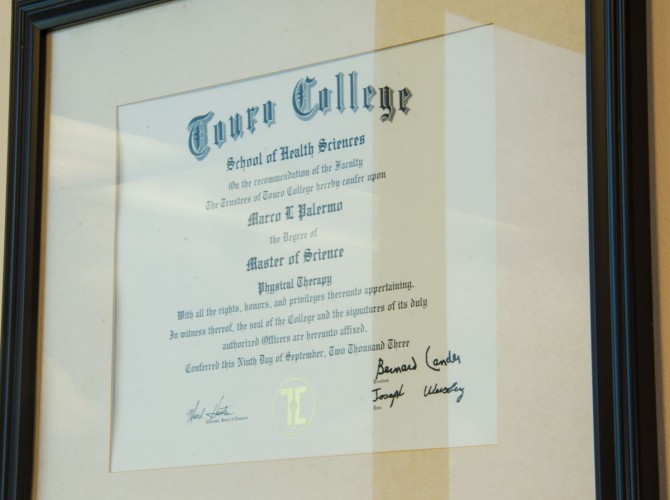 Touro College
School of Health Sciences
On the recommendation of the Faculty
The Trustees of Touro College hereby confer upon
Marco L Palermo
the Degree of
Master of Science
Physical Therapy
With all the rights, honors, and privileges thereunto appertaining.
In witness thereof, the seal of the College and the signatures of its duly
authorized Officers are hereunto affixed.
Conferred this Ninth Day of September, Two Thousand Three
Bernard Lander
President
Joseph
Dean
TC